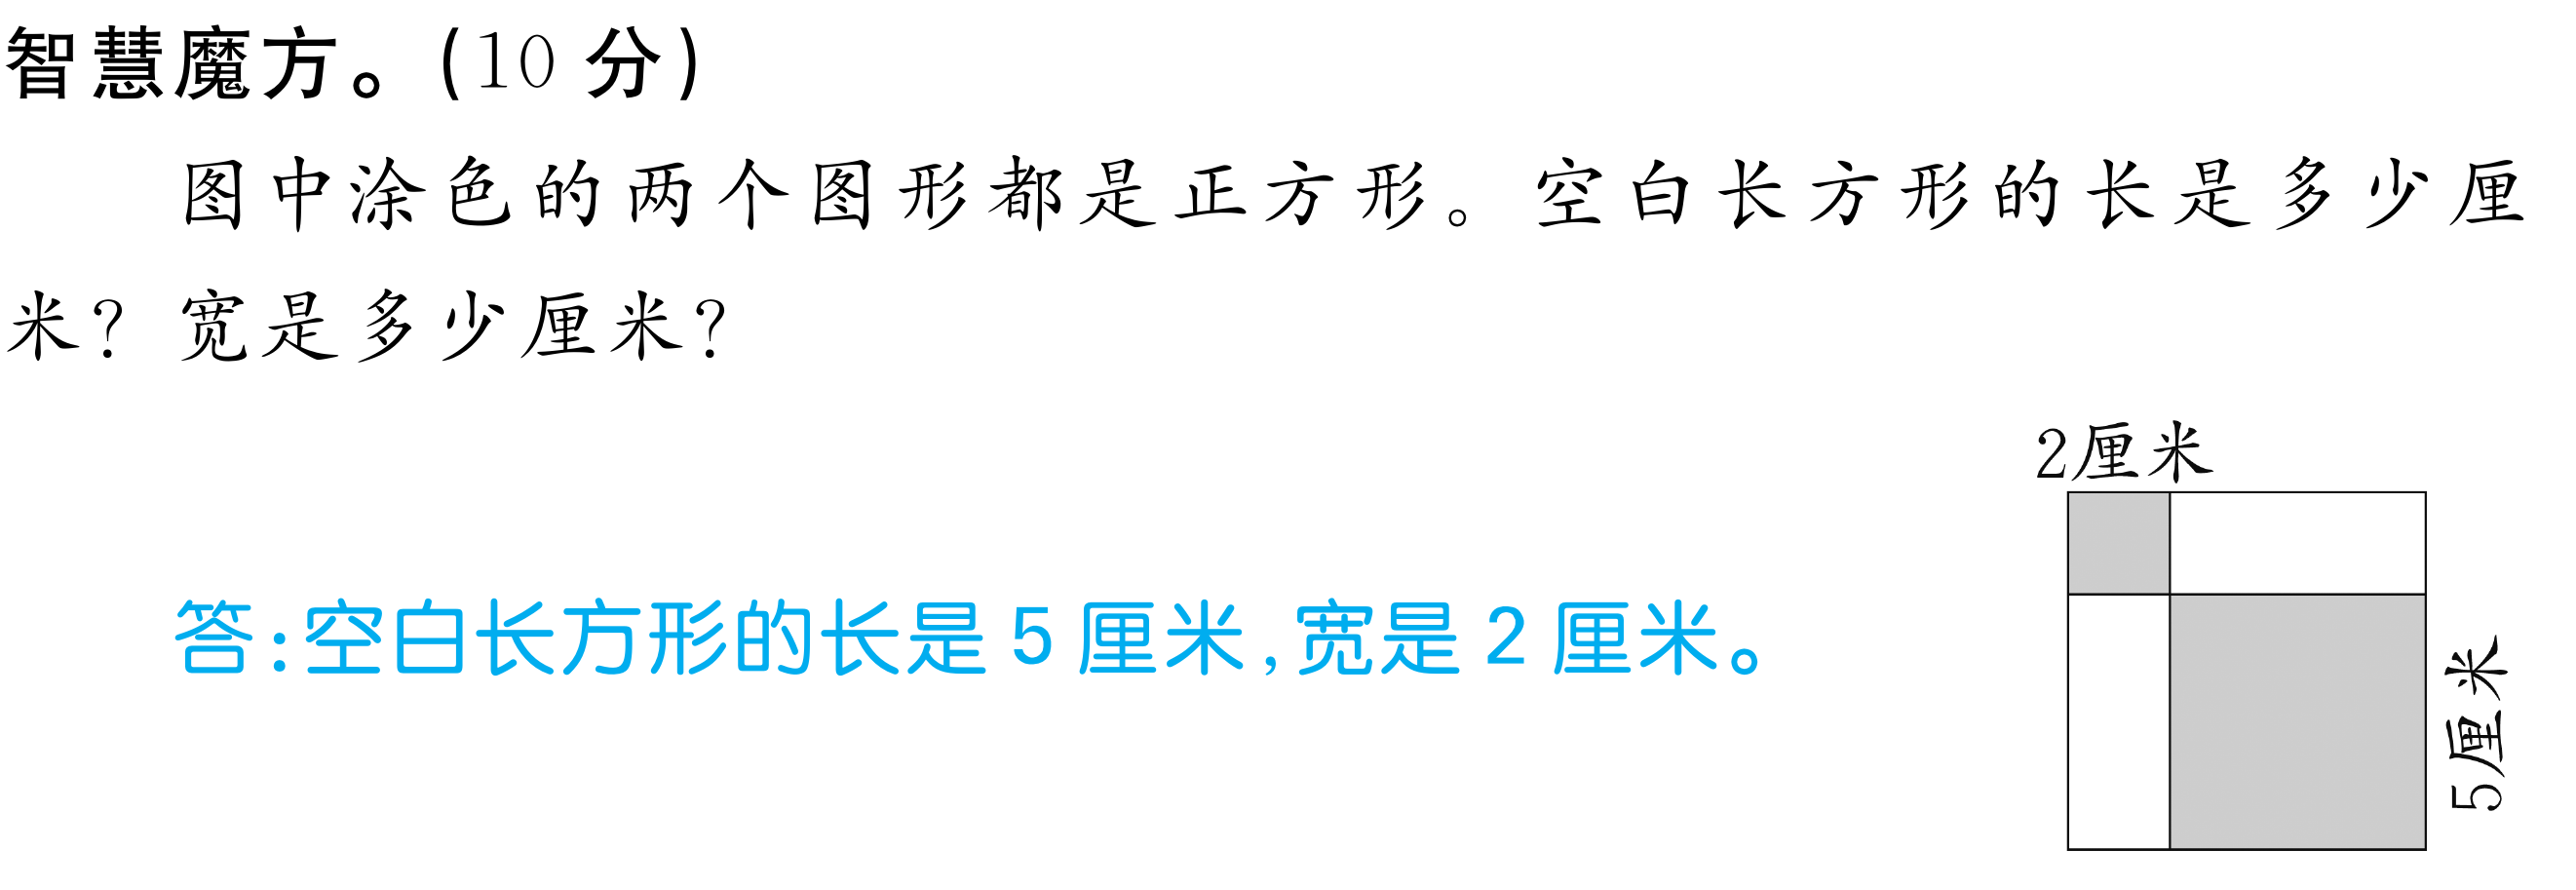 智慧魔方。(10 分)
图中涂色的两个图形都是正方形。空白长方形的长是多少厘
米？宽是多少厘米？
2厘米
答:空白长方形的长是 5 厘米,宽是 2 厘米。
5厘米